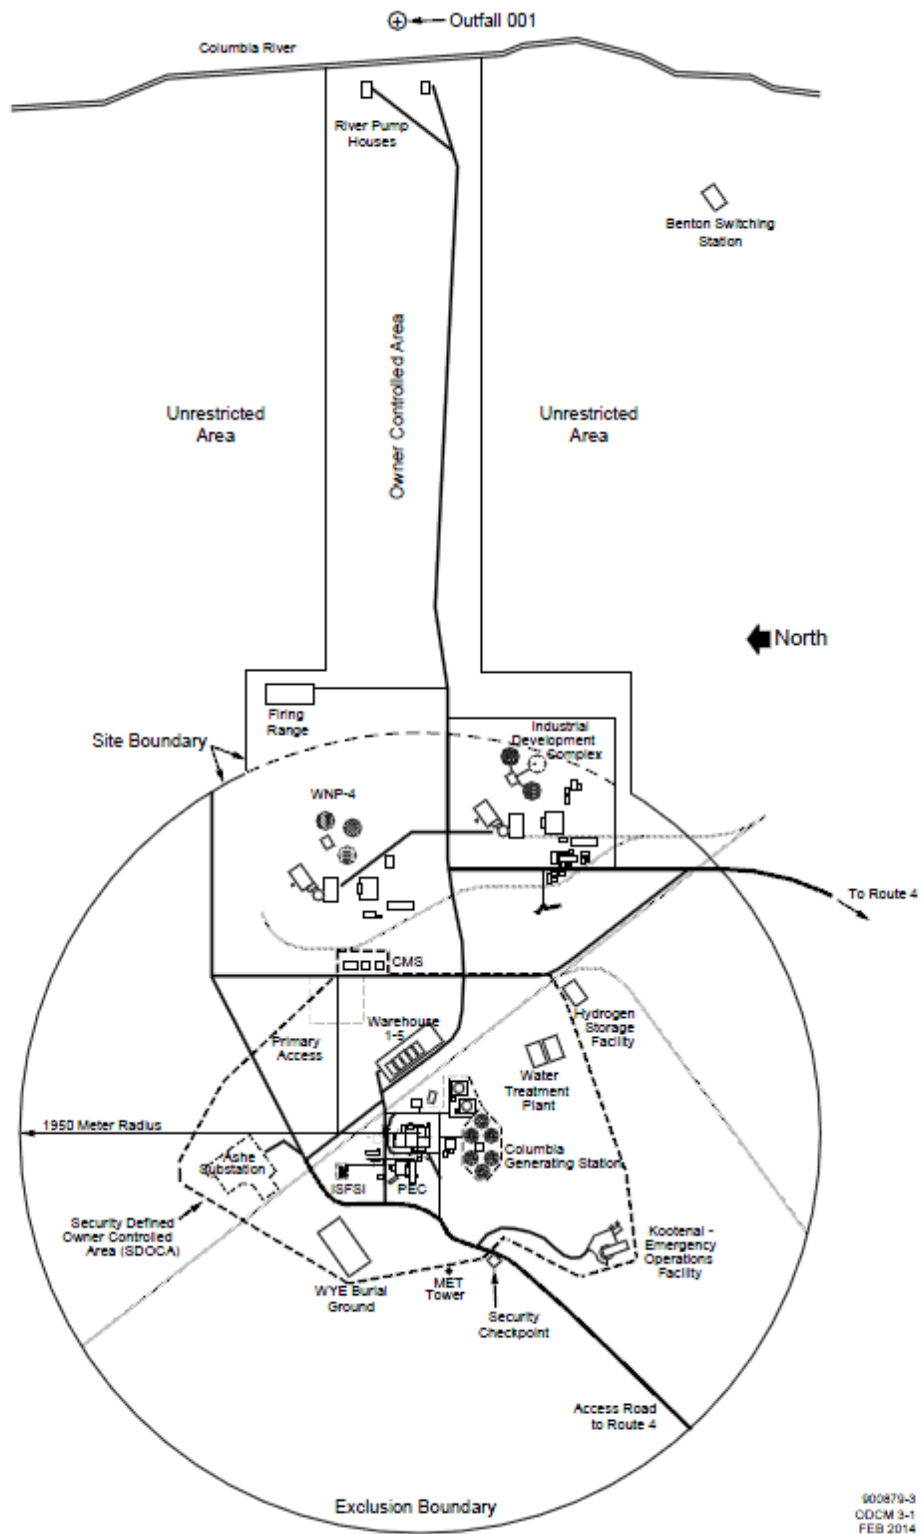 Outfall 001
Columbia River
River Pump
Houses
Benton Switching
Station
Owner Controlled Area
Unrestricted
Area
Unrestricted
Area
North
Firing
Range
Industrial
Development
Complex
Site Boundary
WNP-4
To Route 4
CMS
Hydrogen
Storage
Facility
Warehouse
1-5
Primary
Access
Water
Treatment
Plant
1950 Meter Radius
Ashe
Substation
Columbia
Generating Station
ISFSI
PEC
Security Defined
Owner Controlled
Area (SDOCA)
Kootenai -
Emergency
Operations
Facility
WYE Burial
Ground
MET
Tower
Security
Checkpoint
Access Road
to Route 4
Exclusion Boundary
900879-3
ODCM 3-1
FEB 2014